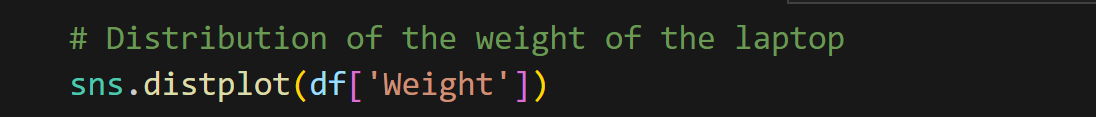 # Distribution of the weight of the laptop
sns.distplot(df['Weight'])